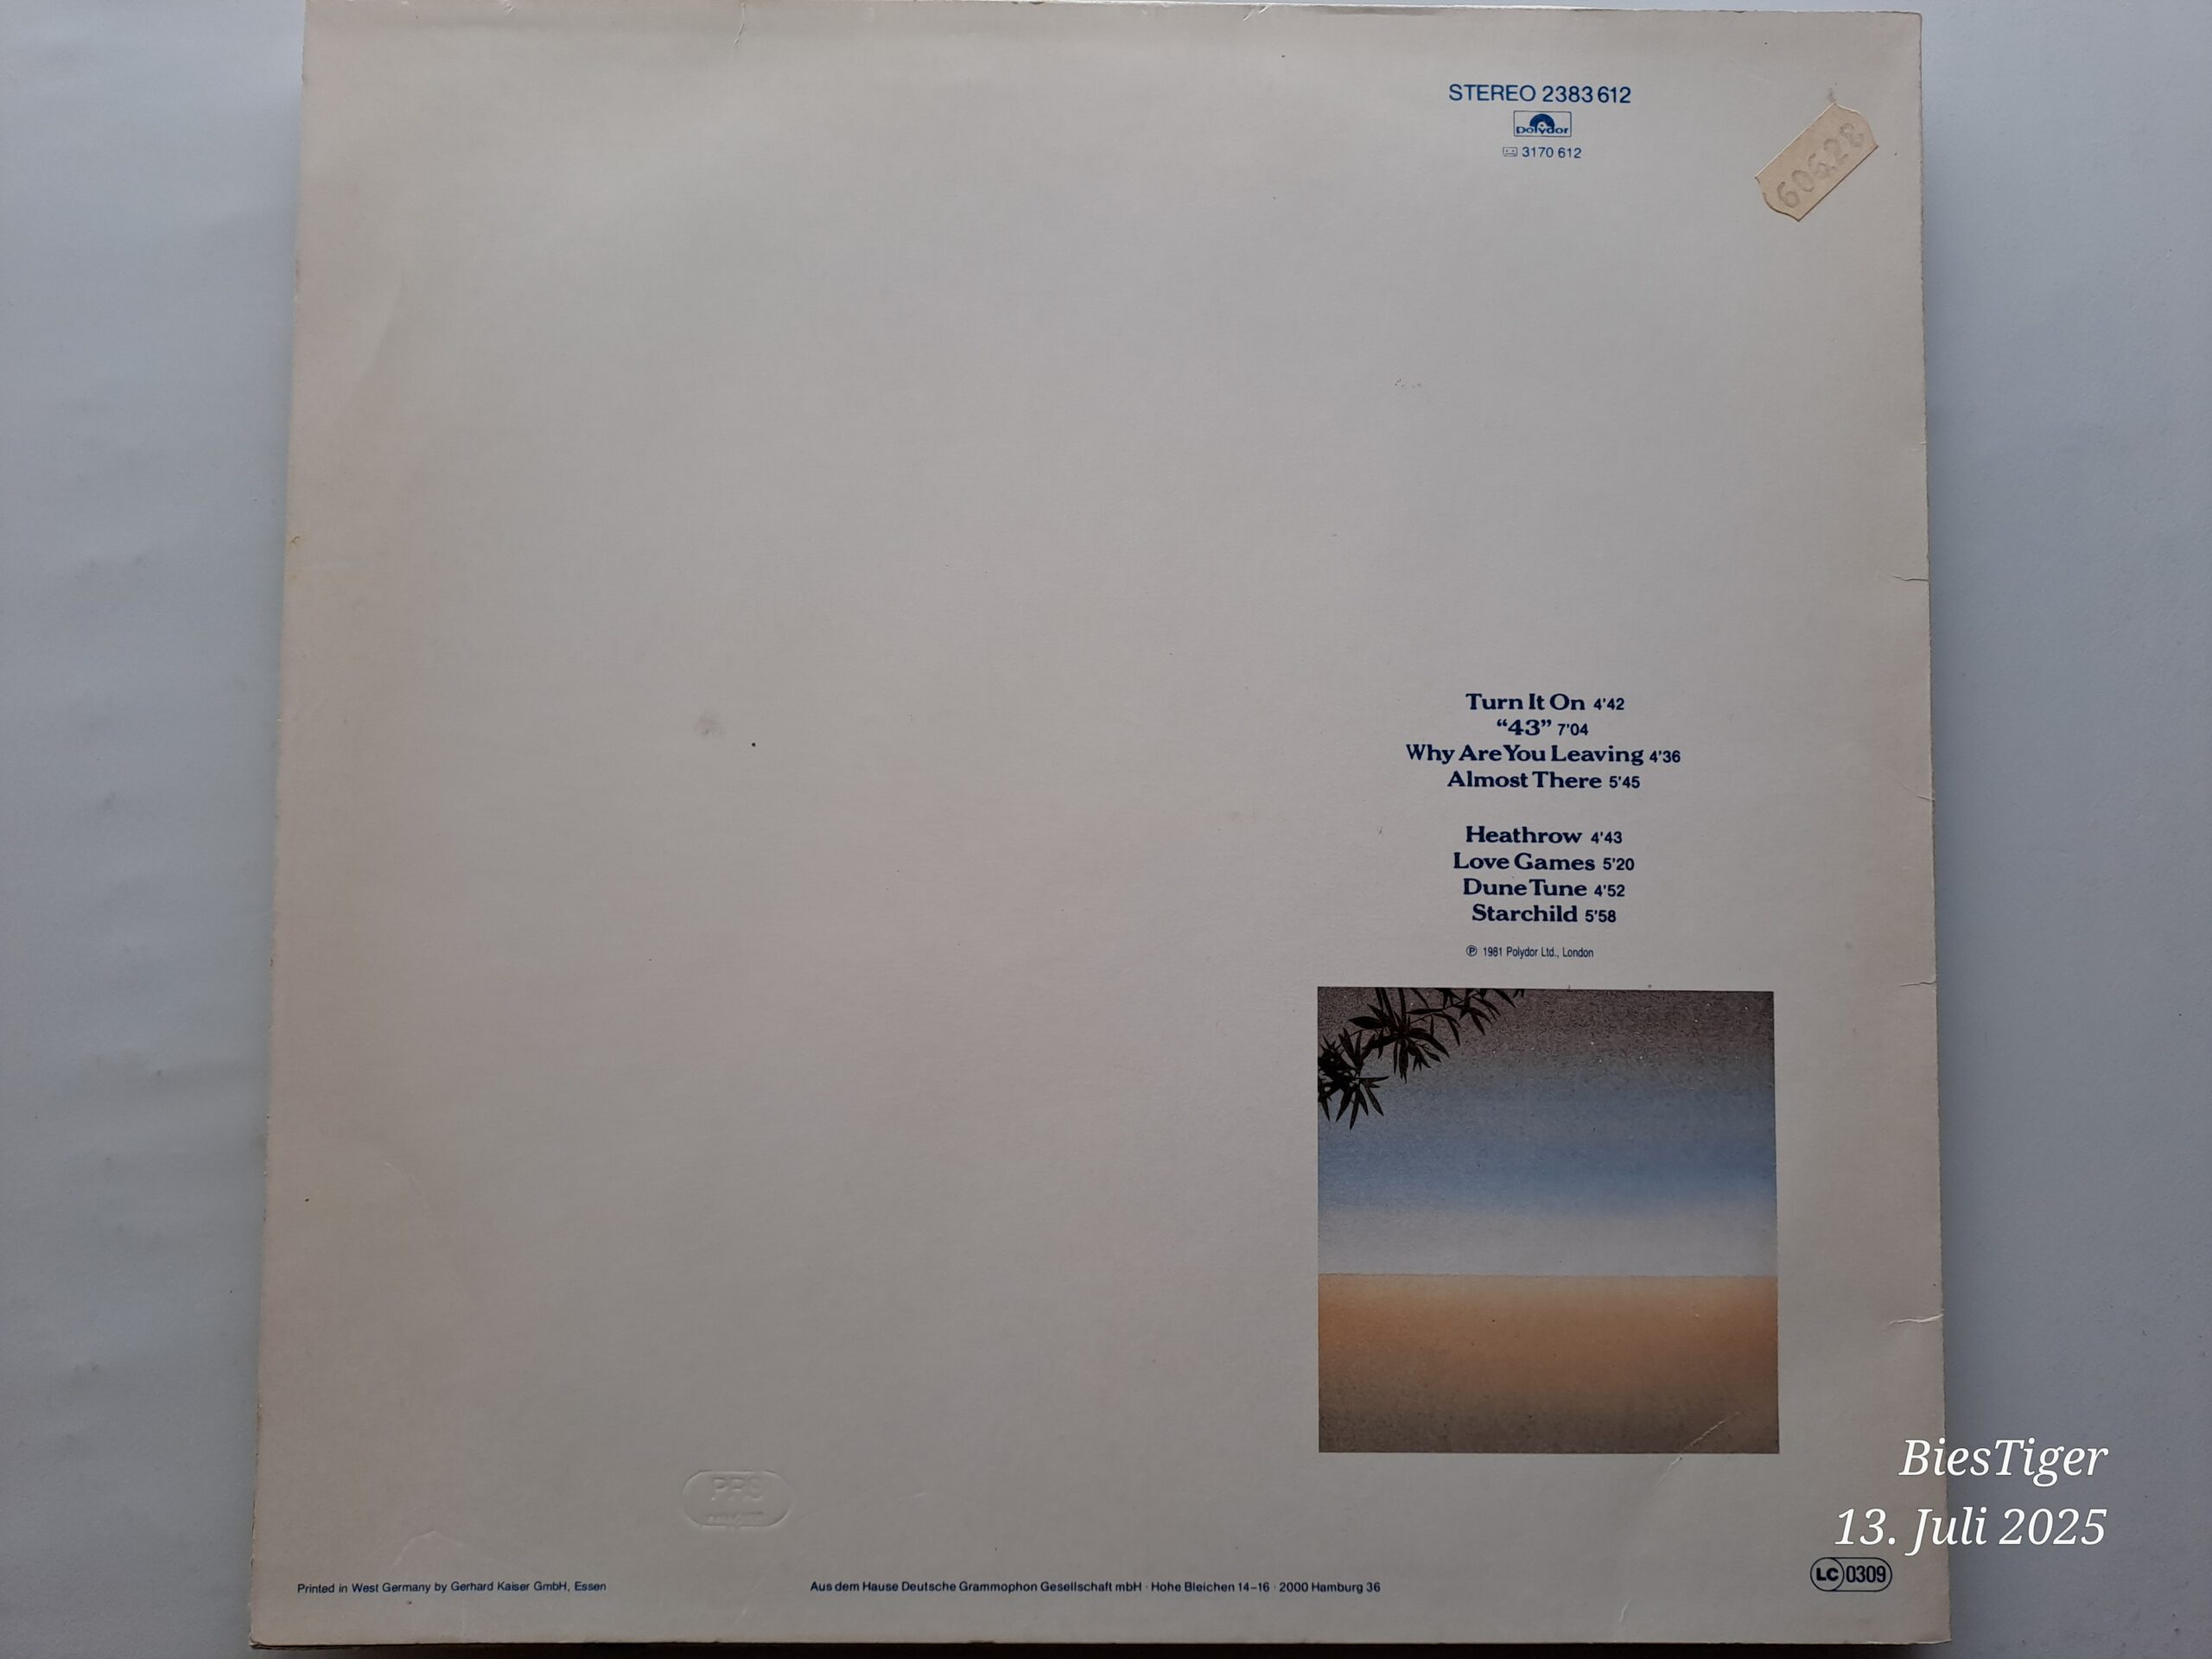 STEREO 2383 612
Polydor
3170 612
60628
Turn It On 4'42
“43” 7'04
Why Are You Leaving 4'36
Almost There 5'45
Heathrow 4'43
Love Games 5'20
Dune Tune 4'52
Starchild 5'58
℗ 1981 Polydor Ltd., London
PRS
BiesTiger
13. Juli 2025
Printed in West Germany by Gerhard Kaiser GmbH, Essen
Aus dem Hause Deutsche Grammophon Gesellschaft mbH · Hohe Bleichen 14–16 · 2000 Hamburg 36
LC 0309